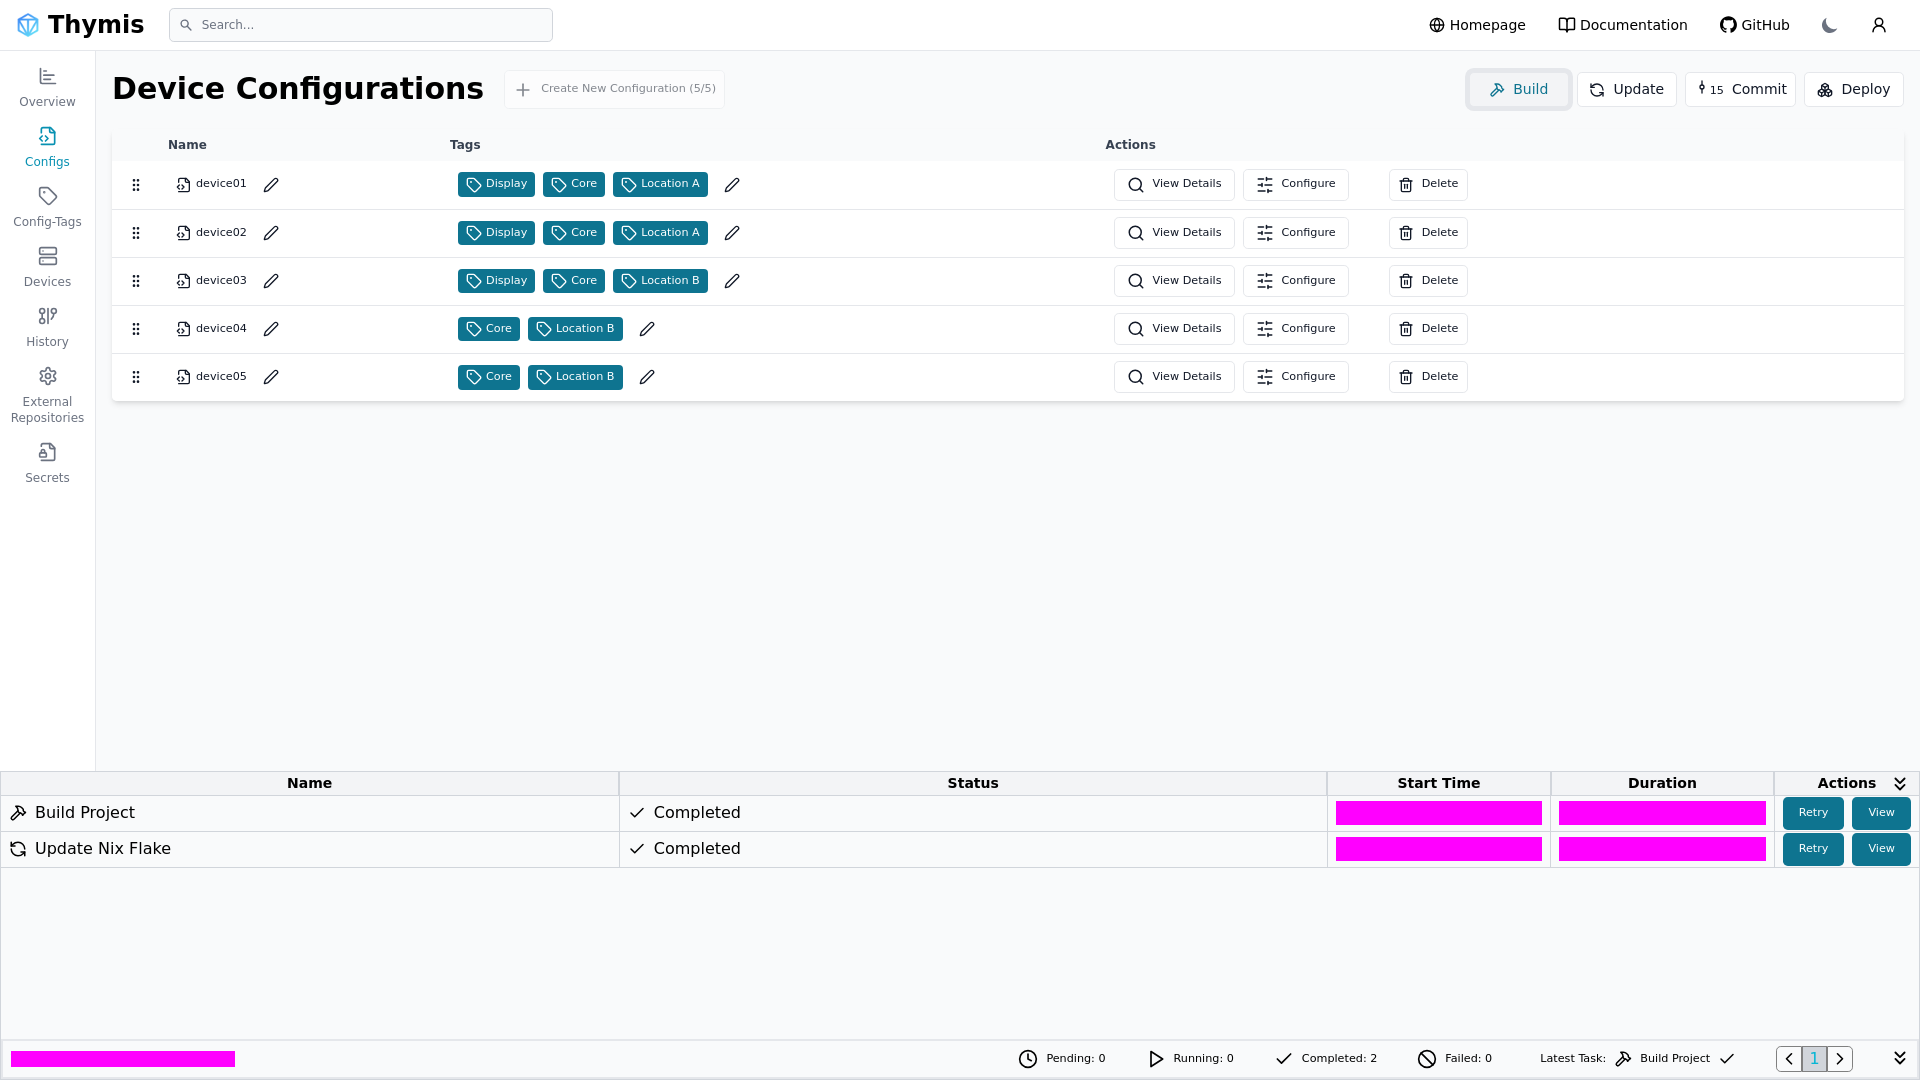 Thymis
Search...
Homepage
Documentation
GitHub
Overview
Configs
Config-Tags
Devices
History
External
Repositories
Secrets
Device Configurations
Create New Configuration (5/5)
Build
Update
15 Commit
Deploy
Name Tags Actions
device01 Display Core Location A View Details Configure Delete
device02 Display Core Location A View Details Configure Delete
device03 Display Core Location B View Details Configure Delete
device04 Core Location B View Details Configure Delete
device05 Core Location B View Details Configure Delete
Name Status Start Time Duration Actions
Build Project Completed Retry View
Update Nix Flake Completed Retry View
Pending: 0 Running: 0 Completed: 2 Failed: 0 Latest Task: Build Project 1